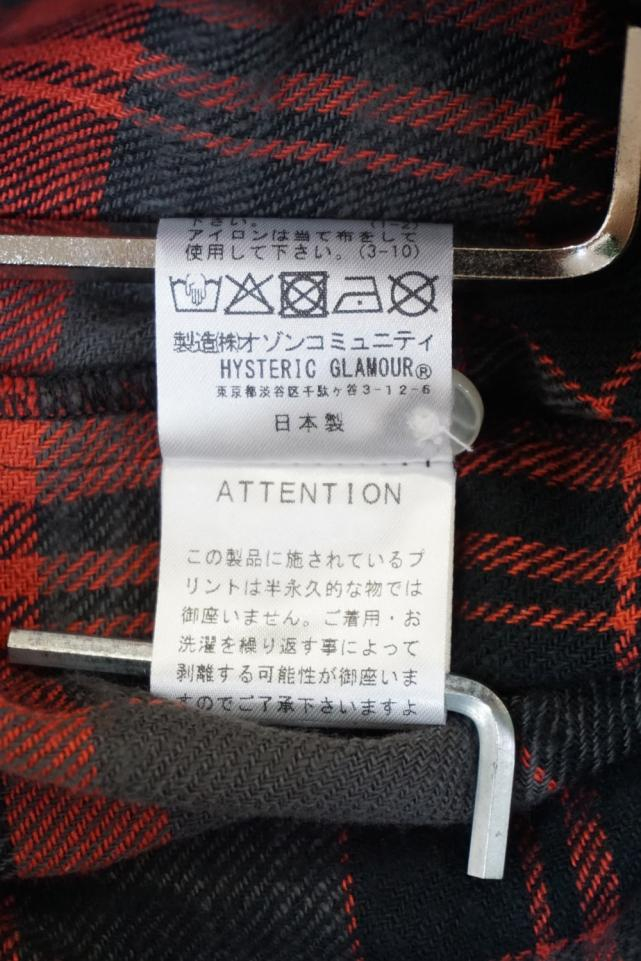 下さい。
アイロンは当て布をして
使用して下さい。(3-10)
製造㈱オゾンコミュニティ
HYSTERIC GLAMOUR®
東京都渋谷区千駄ヶ谷3-12-6
日本製
ATTENTION
この製品に施されているプ
リントは半永久的な物では
御座いません。ご着用・お
洗濯を繰り返す事によって
剥離する可能性が御座いま
すのでご了承下さいますよ